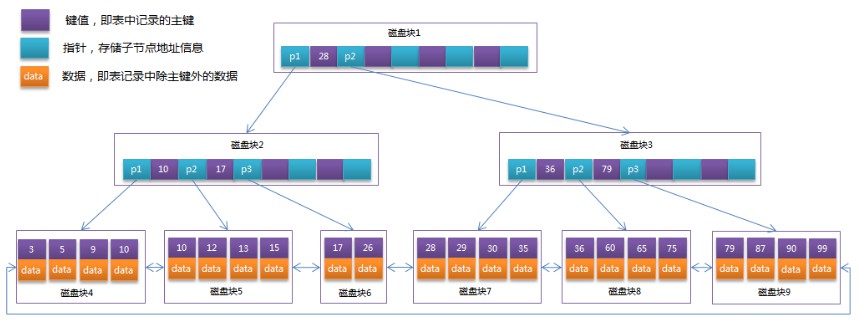 键值，即表中记录的主键
指针，存储子节点地址信息
data 数据，即表记录中除主键外的数据
磁盘块1
p1 28 p2
磁盘块2 磁盘块3
p1 10 p2 17 p3 p1 36 p2 79 p3
3 5 9 10 10 12 13 15 17 26 28 29 30 35 36 60 65 75 79 87 90 99
data data data data data data data data data data data data data data data data data data data data data data
磁盘块4 磁盘块5 磁盘块6 磁盘块7 磁盘块8 磁盘块9